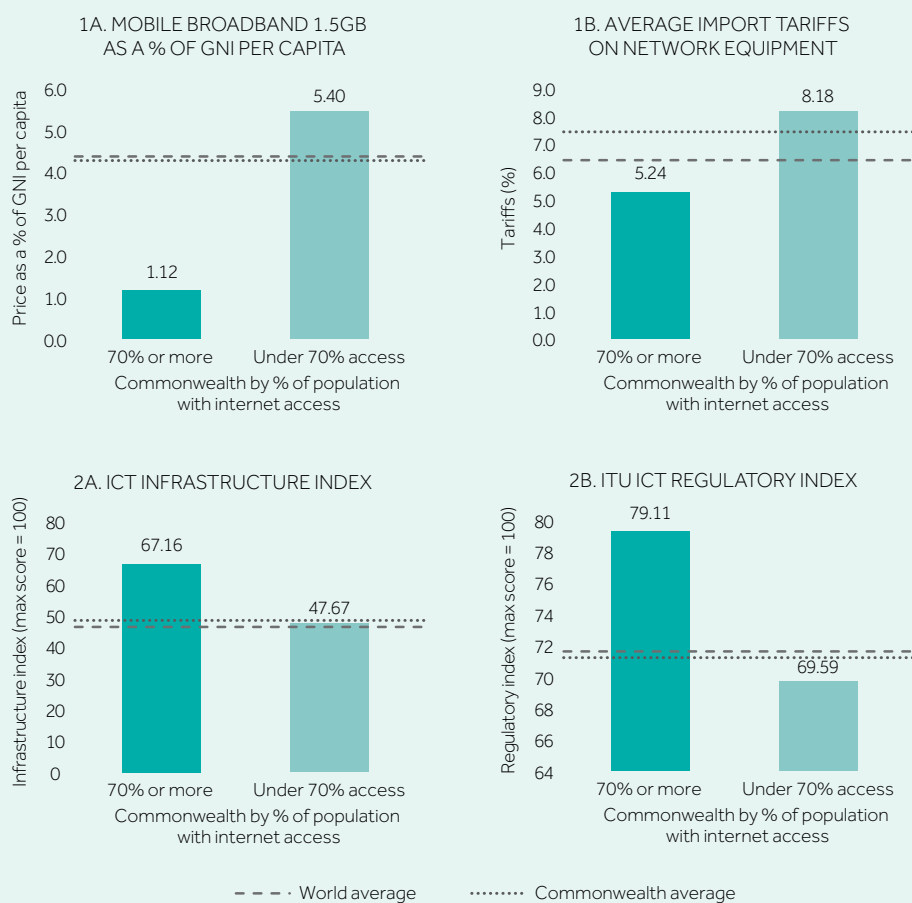 1A. MOBILE BROADBAND 1.5GB
AS A % OF GNI PER CAPITA
Price as a % of GNI per capita
6.0
5.0
4.0
3.0
2.0
1.0
0.0
5.40
1.12
70% or more
Under 70% access
Commonwealth by % of population
with internet access
1B. AVERAGE IMPORT TARIFFS
ON NETWORK EQUIPMENT
Tariffs (%)
9.0
8.0
7.0
6.0
5.0
4.0
3.0
2.0
1.0
0.0
8.18
5.24
70% or more
Under 70% access
Commonwealth by % of population
with internet access
2A. ICT INFRASTRUCTURE INDEX
Infrastructure index (max score = 100)
80
70
60
50
40
30
20
10
0
67.16
47.67
70% or more
Under 70% access
Commonwealth by % of population
with internet access
2B. ITU ICT REGULATORY INDEX
Regulatory index (max score = 100)
80
78
76
74
72
70
68
66
64
79.11
69.59
70% or more
Under 70% access
Commonwealth by % of population
with internet access
World average
Commonwealth average